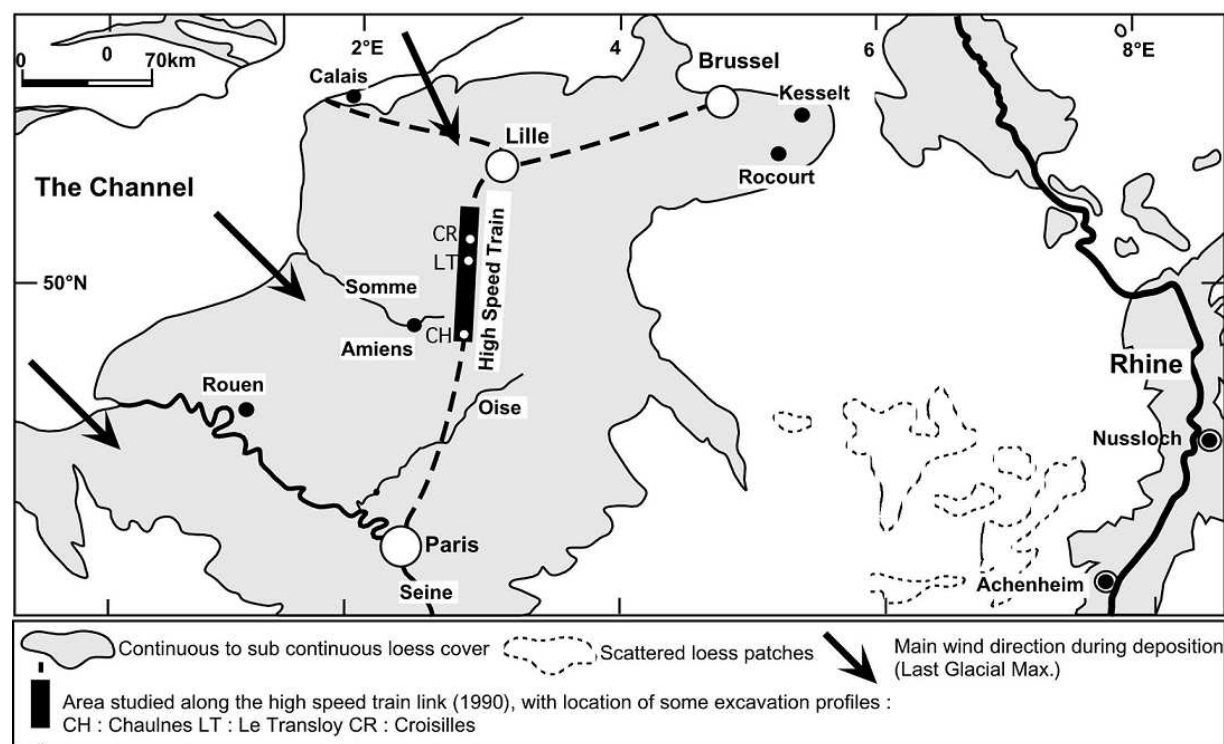 0
2°E
4
6
8°E
0
70km
Calais
Brussel
Kesselt
Lille
Rocourt
The Channel
CR
LT
High Speed Train
50°N
Somme
CH
Amiens
Rhine
Rouen
Oise
Nussloch
Paris
Achenheim
Seine
Continuous to sub continuous loess cover
Scattered loess patches
Main wind direction during deposition
(Last Glacial Max.)
Area studied along the high speed train link (1990), with location of some excavation profiles :
CH : Chaulnes LT : Le Transloy CR : Croisilles